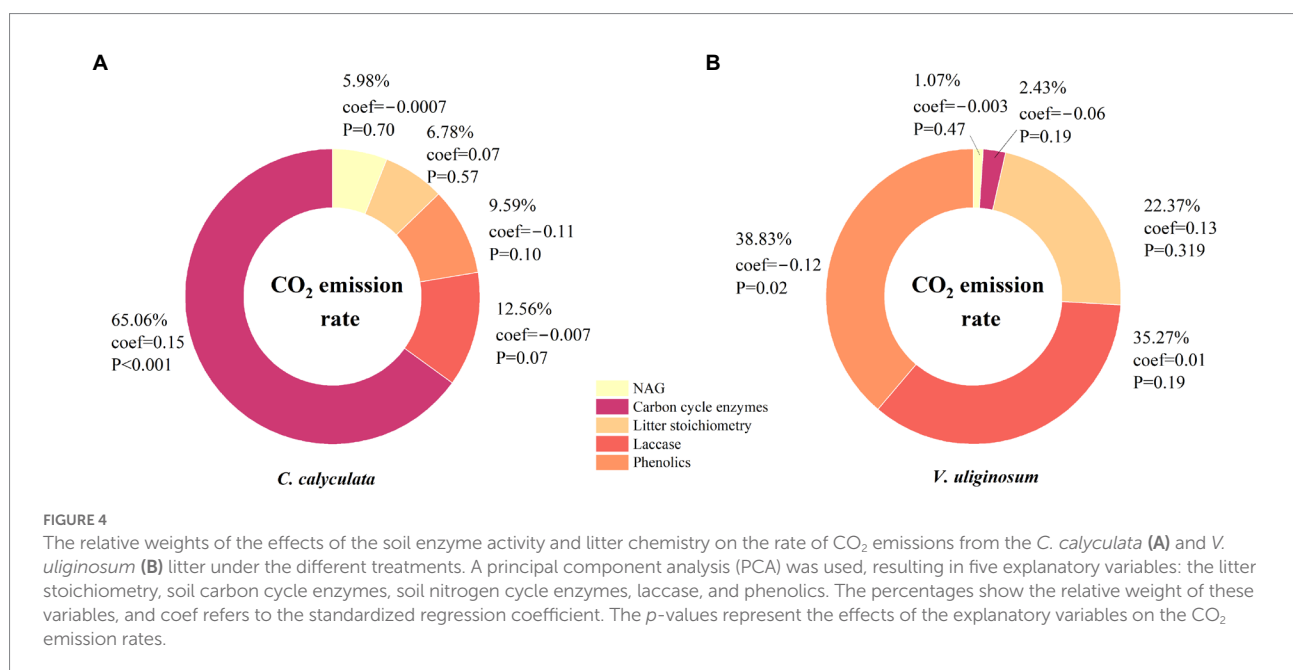 A
5.98%
coef=−0.0007
P=0.70
6.78%
coef=0.07
P=0.57
9.59%
coef=−0.11
P=0.10
12.56%
coef=−0.007
P=0.07
65.06%
coef=0.15
P<0.001
CO₂ emission
rate
C. calyculata
B
1.07%
coef=−0.003
P=0.47
2.43%
coef=−0.06
P=0.19
22.37%
coef=0.13
P=0.319
35.27%
coef=0.01
P=0.19
38.83%
coef=−0.12
P=0.02
CO₂ emission
rate
V. uliginosum
NAG
Carbon cycle enzymes
Litter stoichiometry
Laccase
Phenolics
FIGURE 4
The relative weights of the effects of the soil enzyme activity and litter chemistry on the rate of CO₂ emissions from the C. calyculata (A) and V.
uliginosum (B) litter under the different treatments. A principal component analysis (PCA) was used, resulting in five explanatory variables: the litter
stoichiometry, soil carbon cycle enzymes, soil nitrogen cycle enzymes, laccase, and phenolics. The percentages show the relative weight of these
variables, and coef refers to the standardized regression coefficient. The p-values represent the effects of the explanatory variables on the CO₂
emission rates.